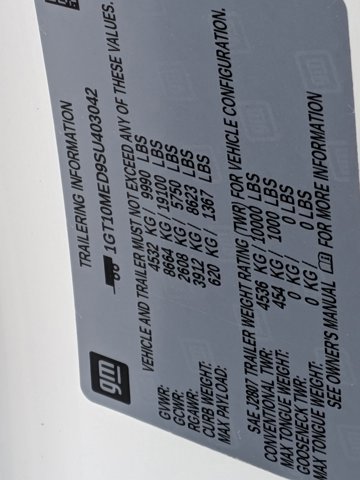 gm
TRAILERING INFORMATION
1GT10MED9SU403042
VEHICLE AND TRAILER MUST NOT EXCEED ANY OF THESE VALUES.
GVWR: 4532 KG / 9990 LBS
GCWR: 8664 KG / 19100 LBS
RGAWR: 2608 KG / 5750 LBS
CURB WEIGHT: 3912 KG / 8623 LBS
MAX PAYLOAD: 620 KG / 1367 LBS
SAE J2807 TRAILER WEIGHT RATING (TWR) FOR VEHICLE CONFIGURATION.
CONVENTIONAL TWR: 4536 KG / 10000 LBS
MAX TONGUE WEIGHT: 454 KG / 1000 LBS
GOOSENECK TWR: 0 KG / 0 LBS
MAX TONGUE WEIGHT: 0 KG / 0 LBS
SEE OWNER'S MANUAL FOR MORE INFORMATION